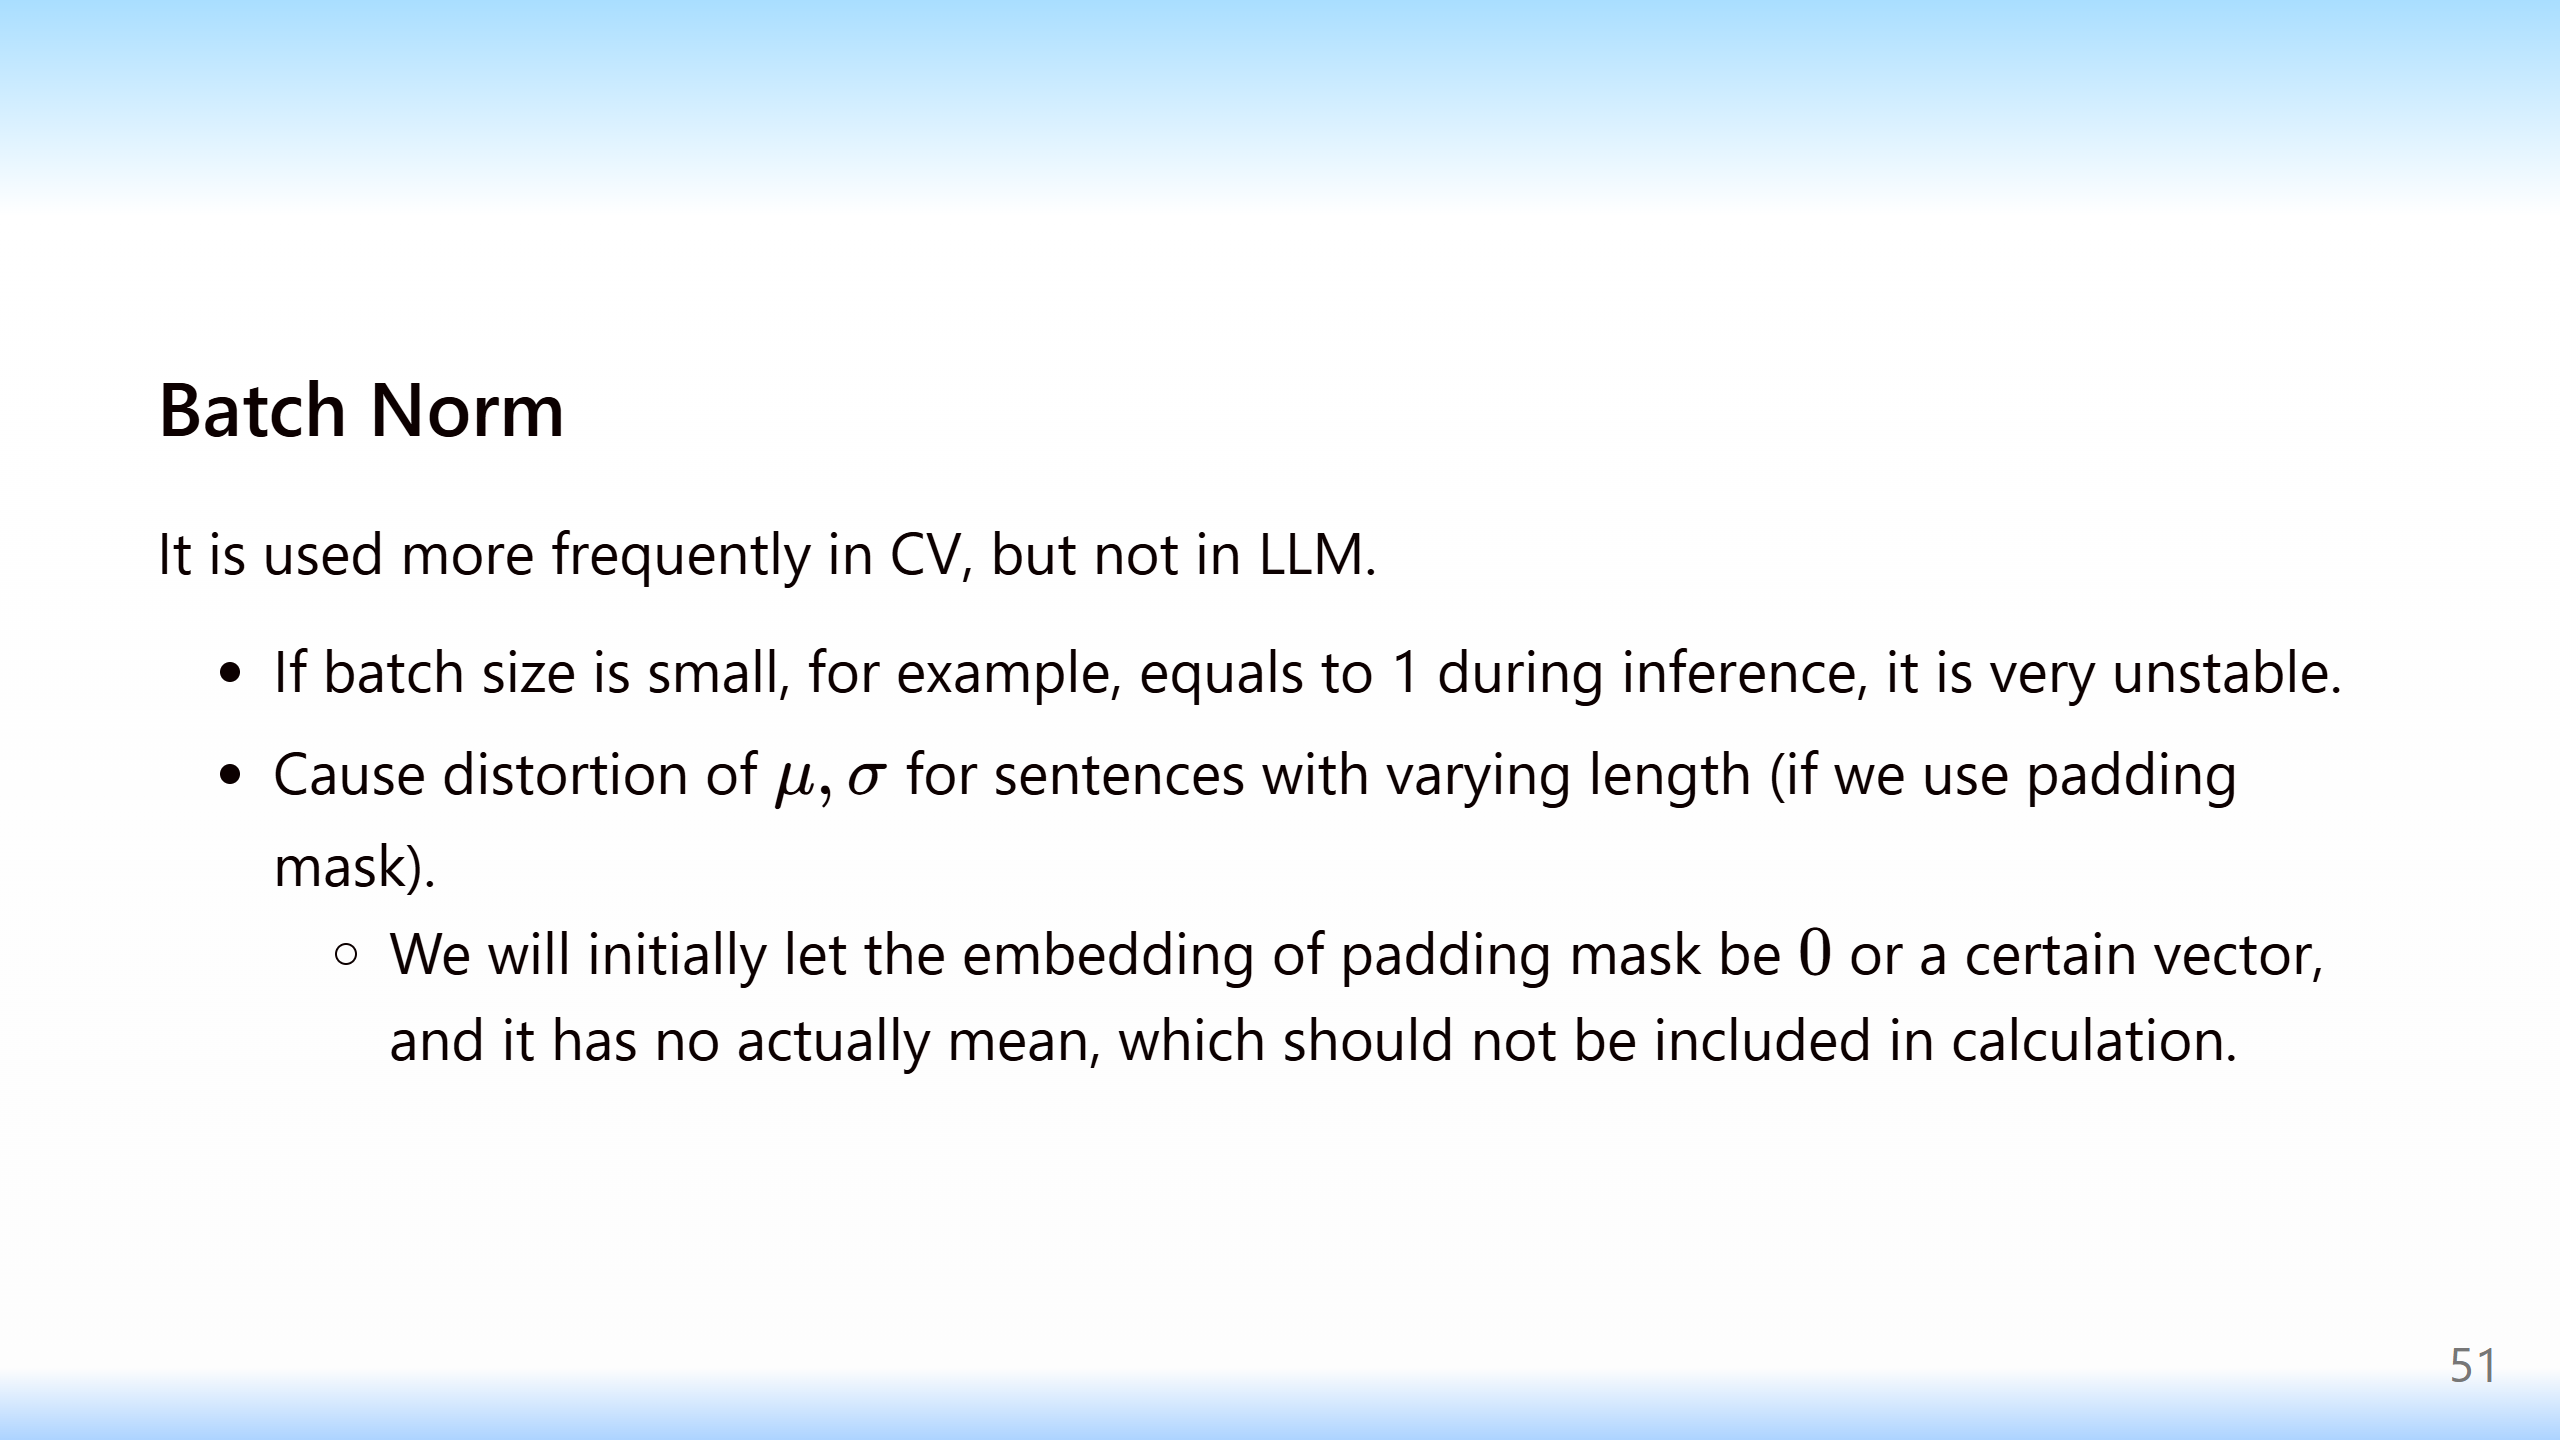 Batch Norm
It is used more frequently in CV, but not in LLM.
• If batch size is small, for example, equals to 1 during inference, it is very unstable.
• Cause distortion of μ, σ for sentences with varying length (if we use padding
mask).
○ We will initially let the embedding of padding mask be 0 or a certain vector,
and it has no actually mean, which should not be included in calculation.
51